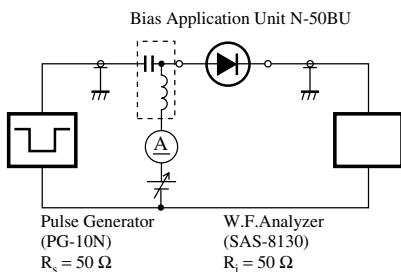 Bias Application Unit N-50BU
A
Pulse Generator
(PG-10N)
Rs = 50 Ω
W.F.Analyzer
(SAS-8130)
Ri = 50 Ω